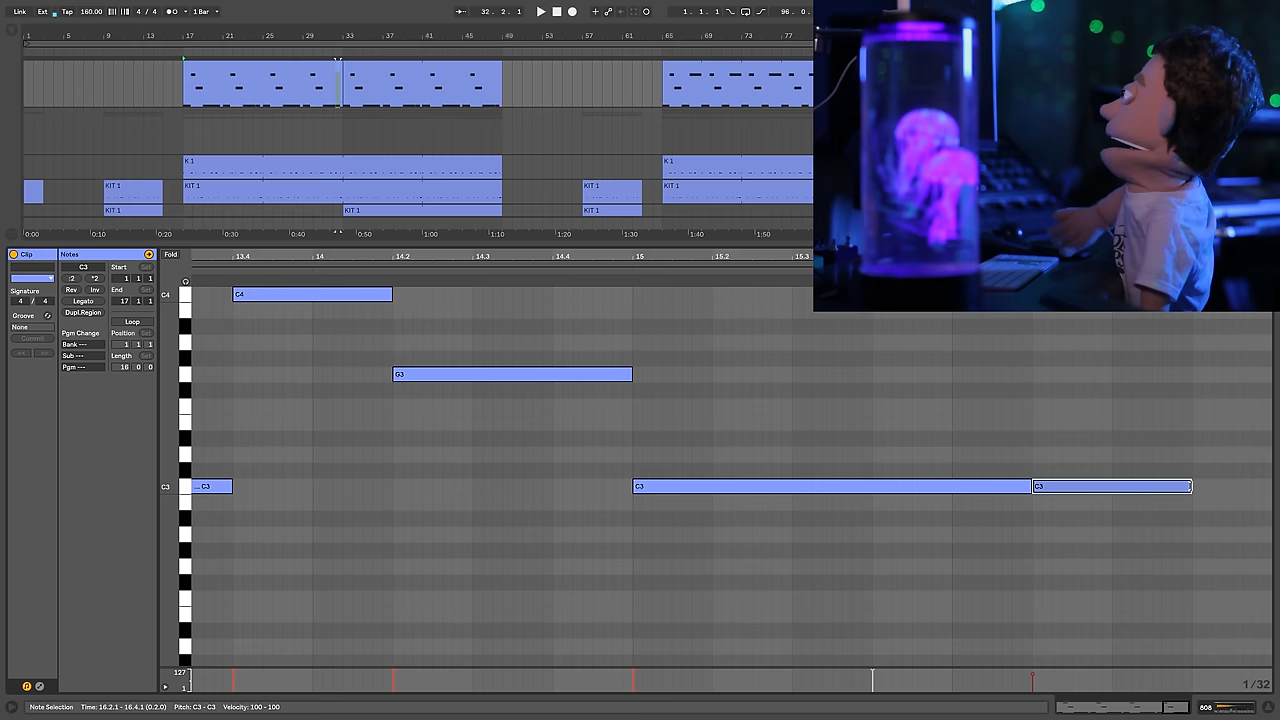 Link Ext Tap 160.00 4 / 4 1 Bar 32. 2. 1 1. 1. 1 96. 0.
1 5 9 13 17 21 25 29 33 37 41 45 49 53 57 61 65 69 73 77
K 1 K 1
KIT 1 KIT 1 KIT 1 KIT 1
KIT 1 KIT 1 KIT 1
0:00 0:10 0:20 0:30 0:40 0:50 1:00 1:10 1:20 1:30 1:40 1:50
Clip Notes Fold 13.4 14 14.2 14.3 14.4 15 15.2 15.3
C3 Start Set
:2 *2 1 1 1
Signature Rev Inv End Set
4 / 4 Legato 17 1 1
Groove Dupl.Region
None Loop
Commit Pgm Change Position Set
<< >> Bank --- 1 1 1
Sub --- Length Set
Pgm --- 16 0 0
C4 C4
G3
C3 ... C3 C3 C3
127
1
1/32
Note Selection Time: 16.2.1 - 16.4.1 (0.2.0) Pitch: C3 - C3 Velocity: 100 - 100 808